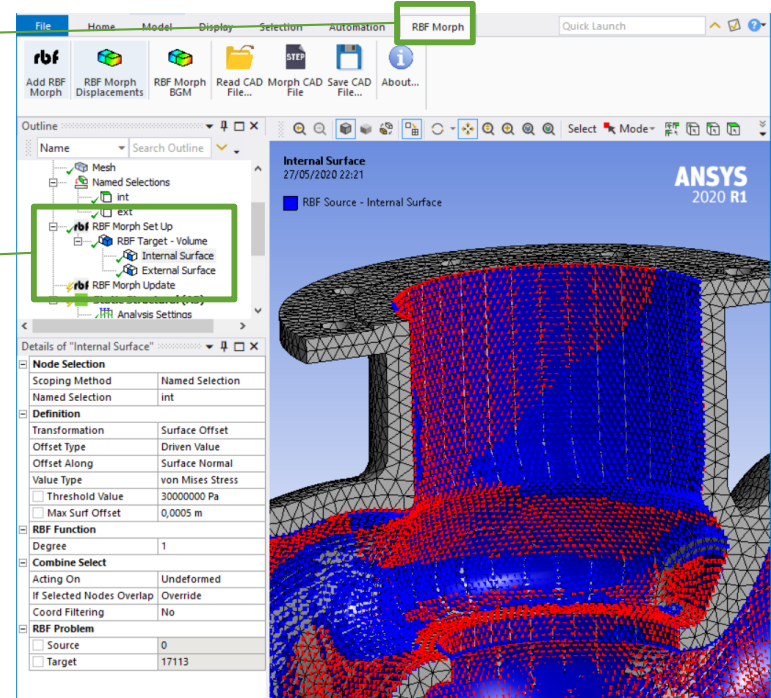 File Home Model Display Selection Automation RBF Morph Quick Launch
rbf STEP
Add RBF Morph
RBF Morph Displacements
RBF Morph BGM
Read CAD File...
Morph CAD File
Save CAD File...
About...
Outline
Name Search Outline
Select Mode
Mesh
Named Selections
int
ext
rbf RBF Morph Set Up
RBF Target - Volume
Internal Surface
External Surface
rbf RBF Morph Update
Analysis Settings
Internal Surface
27/05/2020 22:21
RBF Source - Internal Surface
ANSYS
2020 R1
Details of "Internal Surface"
Node Selection
Scoping Method Named Selection
Named Selection int
Definition
Transformation Surface Offset
Offset Type Driven Value
Offset Along Surface Normal
Value Type von Mises Stress
Threshold Value 30000000 Pa
Max Surf Offset 0,0005 m
RBF Function
Degree 1
Combine Select
Acting On Undeformed
If Selected Nodes Overlap Override
Coord Filtering No
RBF Problem
Source 0
Target 17113